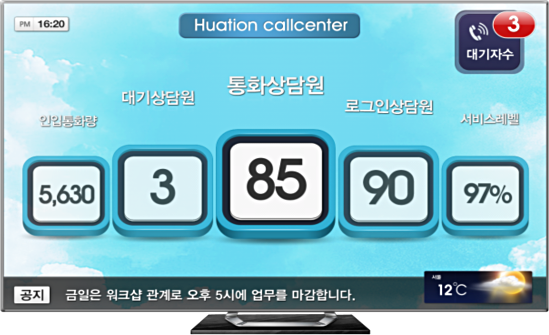 PM 16:20
Huation callcenter
3
대기자수
인입통화량
대기상담원
통화상담원
로그인상담원
서비스레벨
5,630
3
85
90
97%
공지 금일은 워크샵 관계로 오후 5시에 업무를 마감합니다.
서울
12℃